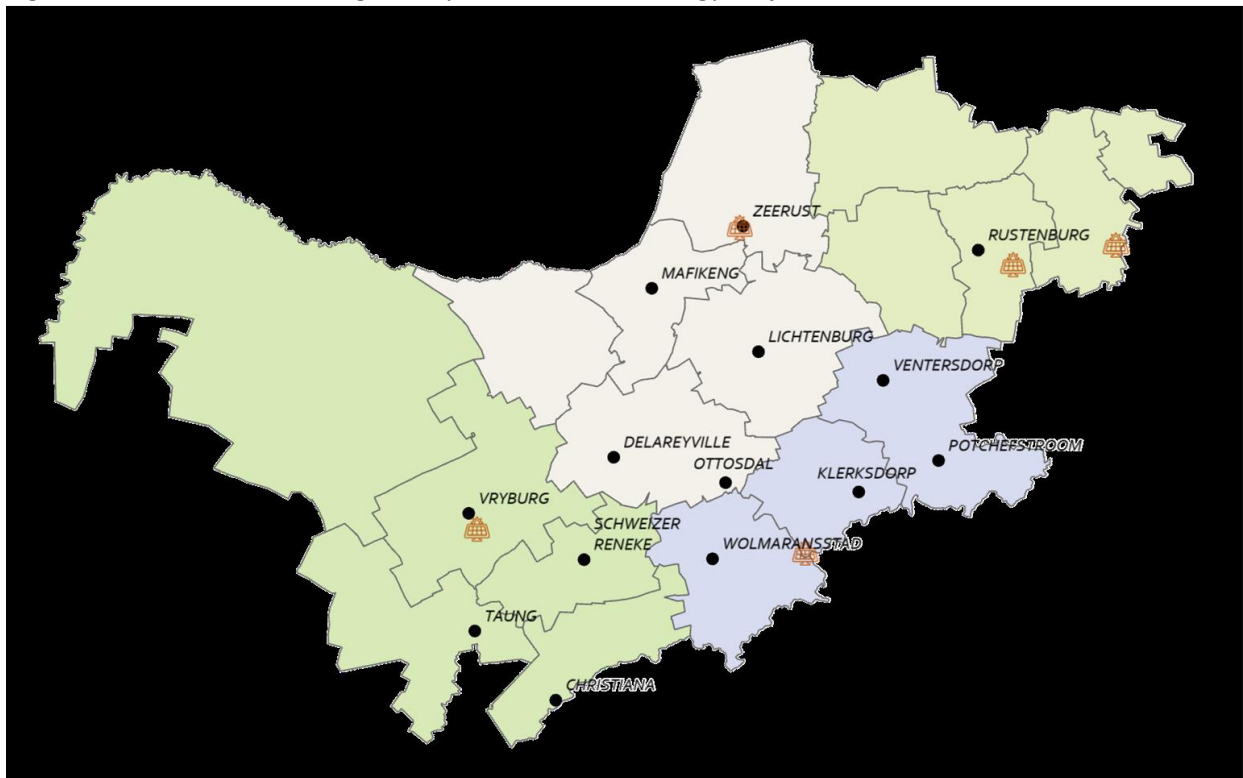 ZEERUST
RUSTENBURG
MAFIKENG
LICHTENBURG
VENTERSDORP
DELAREYVILLE
POTCHEFSTROOM
OTTOSDAL
KLERKSDORP
VRYBURG
SCHWEIZER
RENEKE
WOLMARANSSTAD
TAUNG
CHRISTIANA